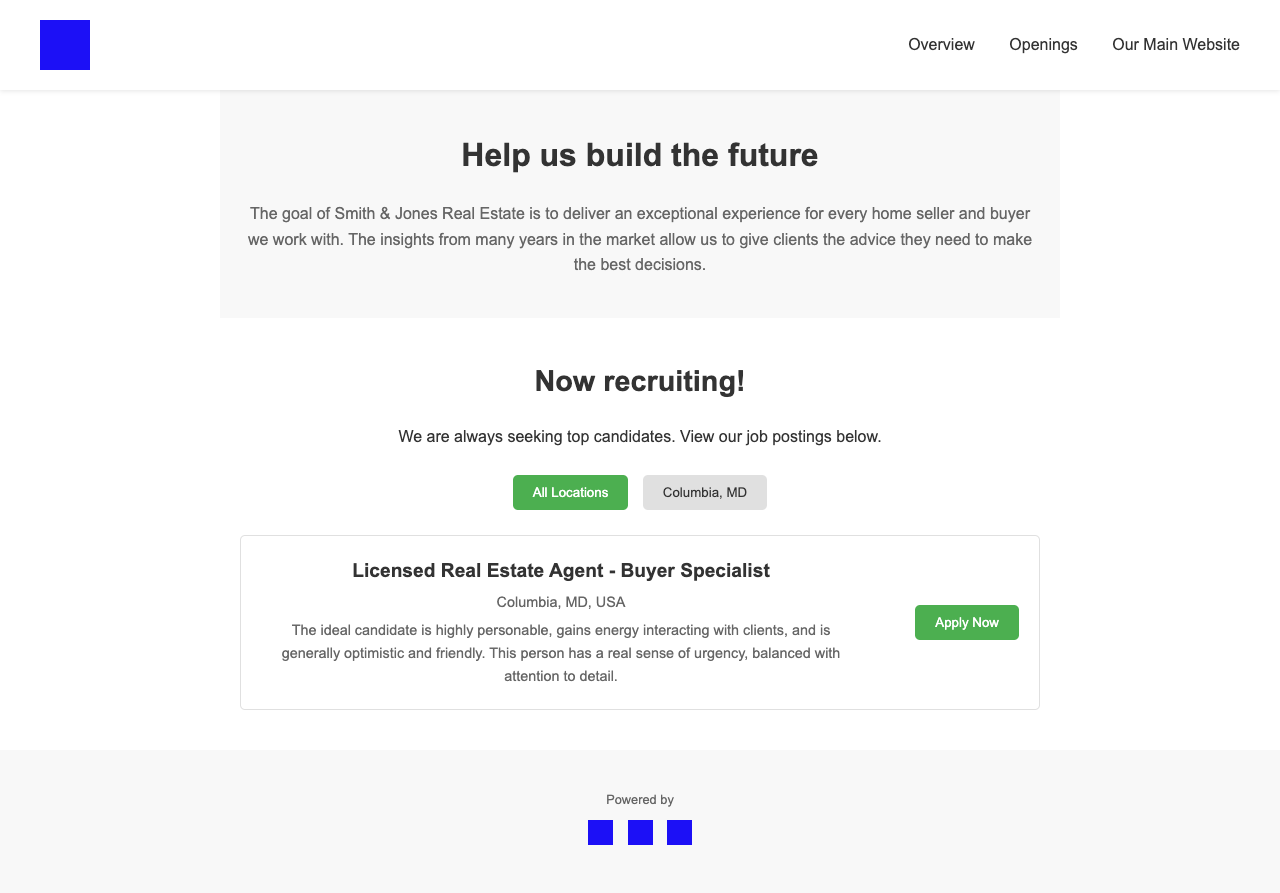 Overview Openings Our Main Website
Help us build the future
The goal of Smith & Jones Real Estate is to deliver an exceptional experience for every home seller and buyer
we work with. The insights from many years in the market allow us to give clients the advice they need to make
the best decisions.
Now recruiting!
We are always seeking top candidates. View our job postings below.
All Locations Columbia, MD
Licensed Real Estate Agent - Buyer Specialist
Columbia, MD, USA
The ideal candidate is highly personable, gains energy interacting with clients, and is
generally optimistic and friendly. This person has a real sense of urgency, balanced with
attention to detail.
Apply Now
Powered by